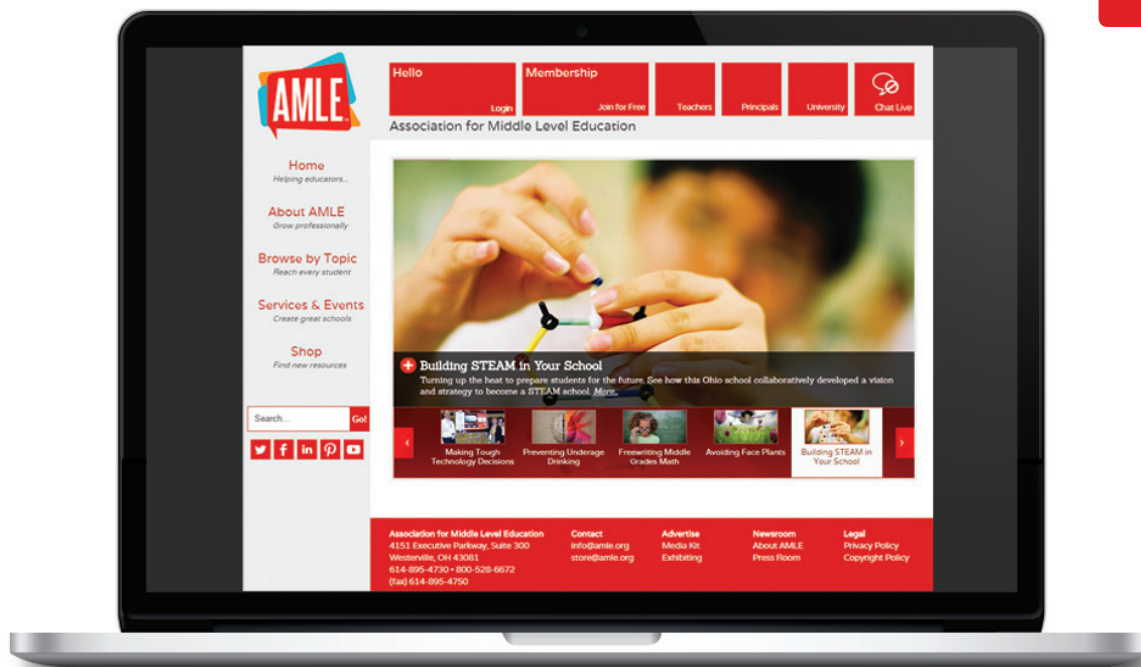 AMLE
Hello
Login
Membership
Join for Free
Teachers
Principals
University
Chat Live
Association for Middle Level Education
Home
Helping educators...
About AMLE
Grow professionally
Browse by Topic
Reach every student
Services & Events
Create great schools
Shop
Find new resources
Search...
Go!
Building STEAM in Your School
Turning up the heat to prepare students for the future. See how this Ohio school collaboratively developed a vision
and strategy to become a STEAM school. More..
Making Tough
Technology Decisions
Preventing Underage
Drinking
Freewriting Middle
Grades Math
Avoiding Face Plants
Building STEAM in
Your School
Association for Middle Level Education
4151 Executive Parkway, Suite 300
Westerville, OH 43081
614-895-4730 • 800-528-6672
(fax) 614-895-4750
Contact
info@amle.org
store@amle.org
Advertise
Media Kit
Exhibiting
Newsroom
About AMLE
Press Room
Legal
Privacy Policy
Copyright Policy